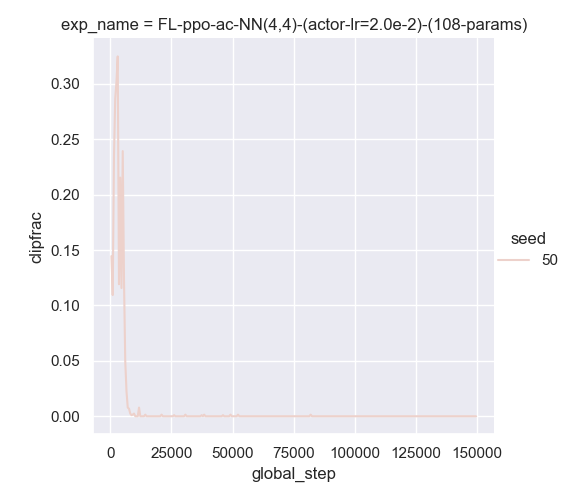 exp_name = FL-ppo-ac-NN(4,4)-(actor-lr=2.0e-2)-(108-params)
0.30
0.25
0.20
0.15
0.10
0.05
0.00
clipfrac
0 25000 50000 75000 100000 125000 150000
global_step
seed
50